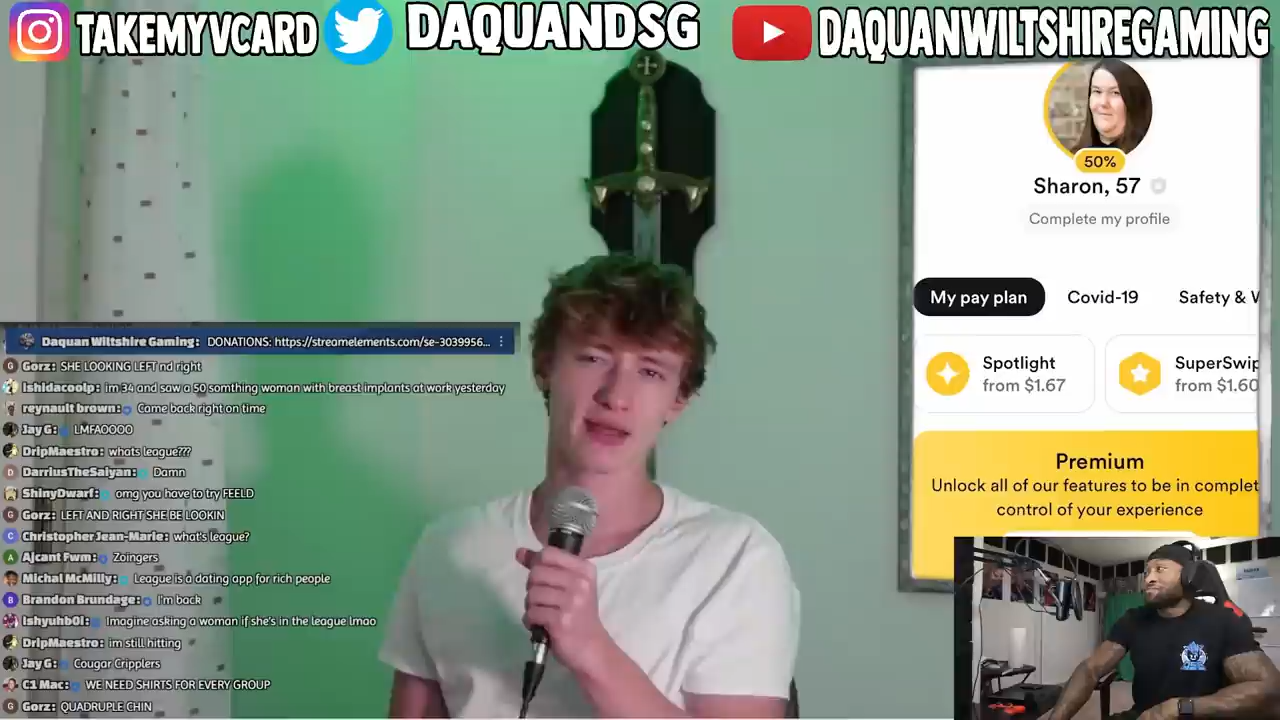 TAKEMYVCARD
DAQUANDSG
DAQUANWILTSHIREGAMING
50%
Sharon, 57
Complete my profile
My pay plan Covid-19 Safety & W
Spotlight
from $1.67
SuperSwip
from $1.60
Premium
Unlock all of our features to be in complet
control of your experience
Daquan Wiltshire Gaming: DONATIONS: https://streamelements.com/se-3039956...
Gorz: SHE LOOKING LEFT nd right
Ishidacoolp: im 34 and saw a 50 somthing woman with breast implants at work yesterday
reynault brown: Came back right on time
Jay G: LMFAOOOO
DripMaestro: whats league???
DarriusTheSaiyan: Damn
ShinyDwarf: omg you have to try FEELD
Gorz: LEFT AND RIGHT SHE BE LOOKIN
Christopher Jean-Marie: what's league?
Ajcant Fwm: Zoingers
Michal McMilly: League is a dating app for rich people
Brandon Brundage: I'm back
Ishyuhb0i: Imagine asking a woman if she's in the league lmao
DripMaestro: im still hitting
Jay G: Cougar Cripplers
C1 Mac: WE NEED SHIRTS FOR EVERY GROUP
Gorz: QUADRUPLE CHIN